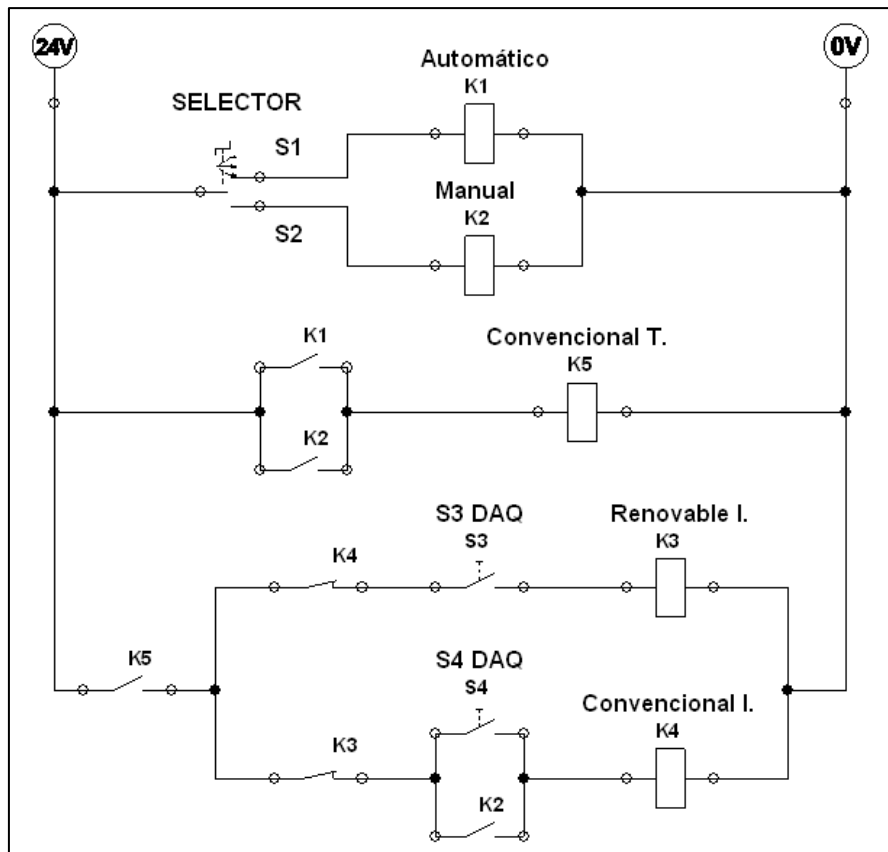 24V
0V
Automático
K1
SELECTOR
S1
Manual
K2
S2
K1
Convencional T.
K5
K2
S3 DAQ
S3
Renovable I.
K3
K4
K5
S4 DAQ
S4
Convencional I.
K4
K3
K2